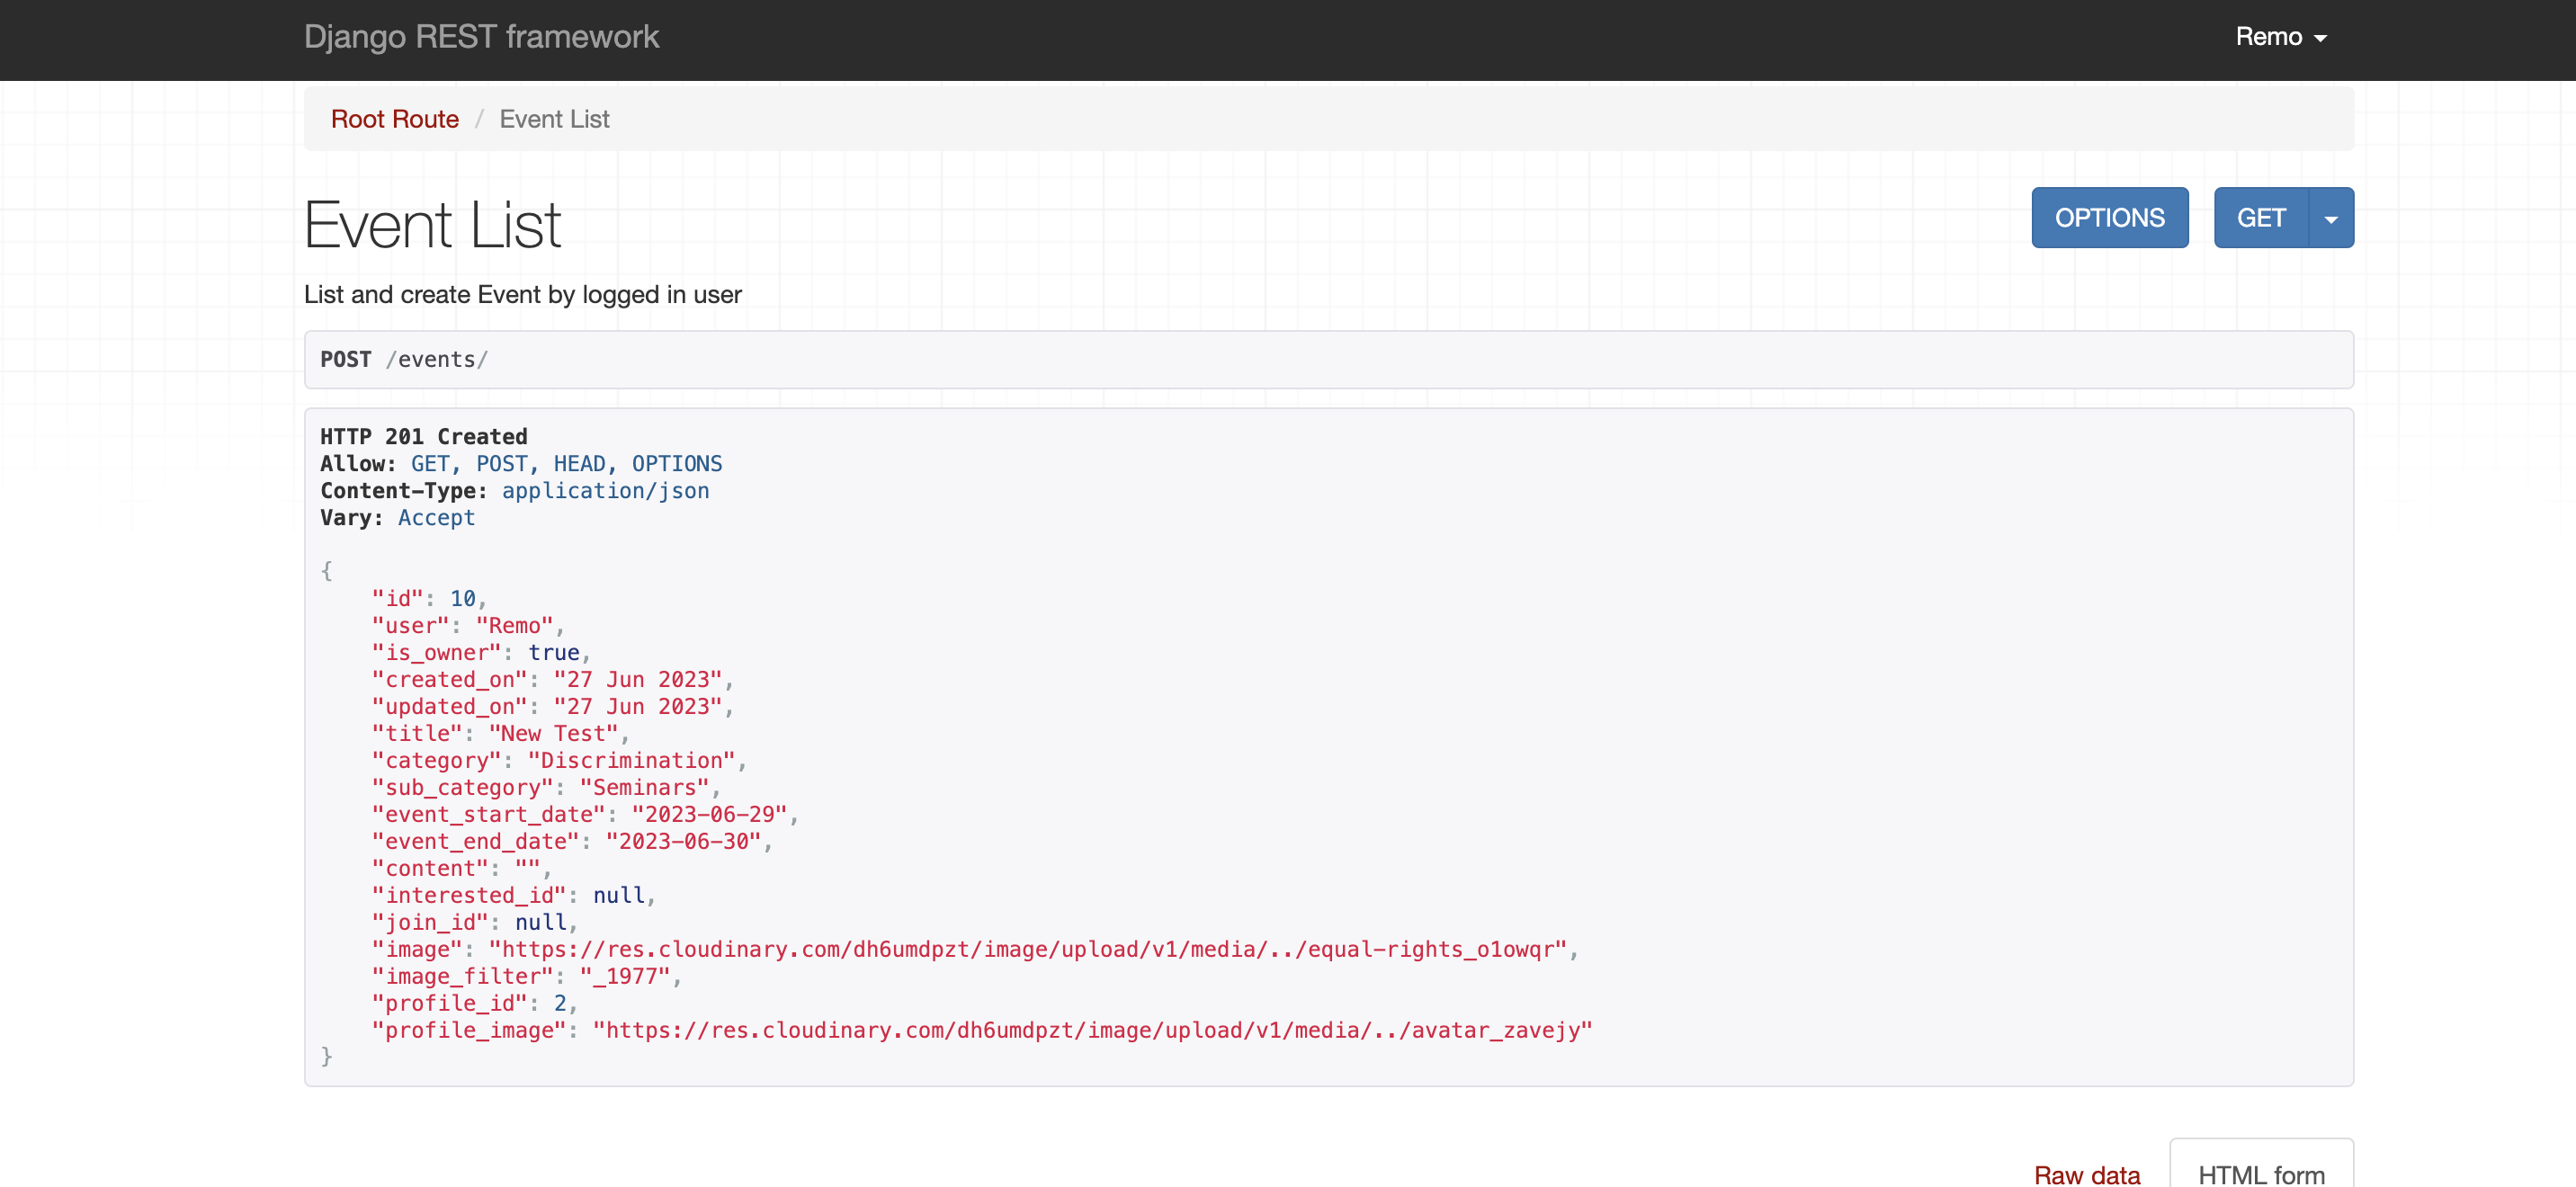 Django REST framework
Remo
Root Route / Event List
Event List
OPTIONS
GET
List and create Event by logged in user
POST /events/
HTTP 201 Created
Allow: GET, POST, HEAD, OPTIONS
Content-Type: application/json
Vary: Accept
{
    "id": 10,
    "user": "Remo",
    "is_owner": true,
    "created_on": "27 Jun 2023",
    "updated_on": "27 Jun 2023",
    "title": "New Test",
    "category": "Discrimination",
    "sub_category": "Seminars",
    "event_start_date": "2023-06-29",
    "event_end_date": "2023-06-30",
    "content": "",
    "interested_id": null,
    "join_id": null,
    "image": "https://res.cloudinary.com/dh6umdpzt/image/upload/v1/media/../equal-rights_o1owqr",
    "image_filter": "_1977",
    "profile_id": 2,
    "profile_image": "https://res.cloudinary.com/dh6umdpzt/image/upload/v1/media/../avatar_zavejy"
}
Raw data
HTML form